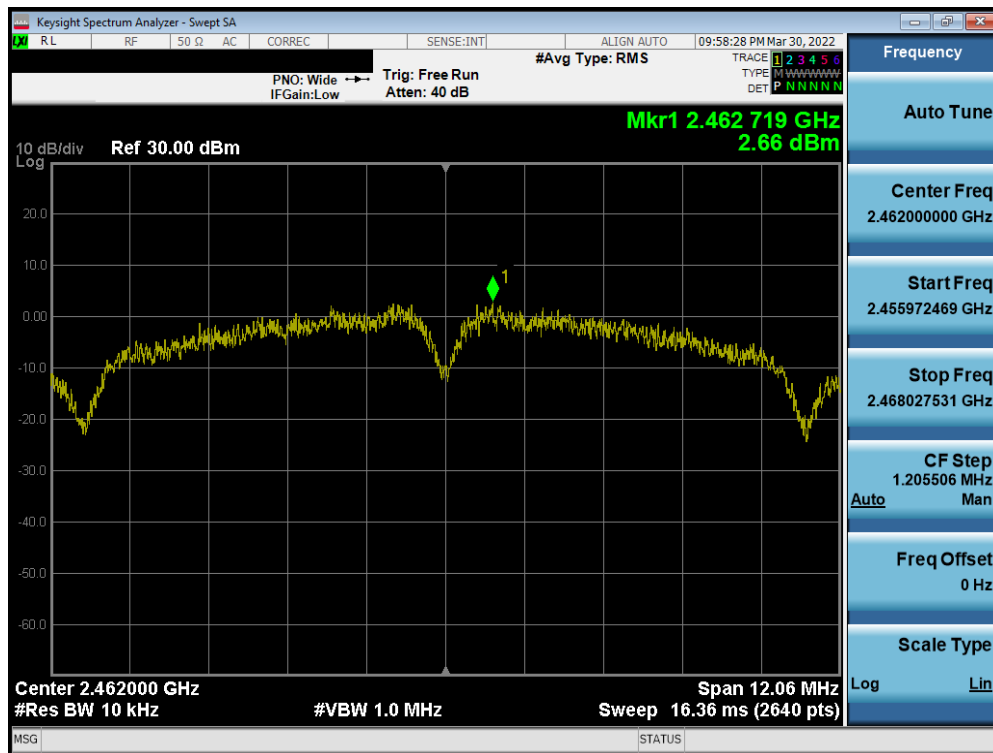 Keysight Spectrum Analyzer - Swept SA
LXI RL RF 50 Ω AC CORREC SENSE:INT ALIGN AUTO 09:58:28 PM Mar 30, 2022
PNO: Wide
IFGain:Low
Trig: Free Run
Atten: 40 dB
#Avg Type: RMS
TRACE 1 2 3 4 5 6
TYPE M W W W W W
DET P N N N N N
Mkr1 2.462 719 GHz
2.66 dBm
10 dB/div Ref 30.00 dBm
Log
20.0
10.0
1
0.00
-10.0
-20.0
-30.0
-40.0
-50.0
-60.0
Center 2.462000 GHz Span 12.06 MHz
#Res BW 10 kHz #VBW 1.0 MHz Sweep 16.36 ms (2640 pts)
MSG STATUS
Frequency
Auto Tune
Center Freq
2.462000000 GHz
Start Freq
2.455972469 GHz
Stop Freq
2.468027531 GHz
CF Step
1.205506 MHz
Auto Man
Freq Offset
0 Hz
Scale Type
Log Lin